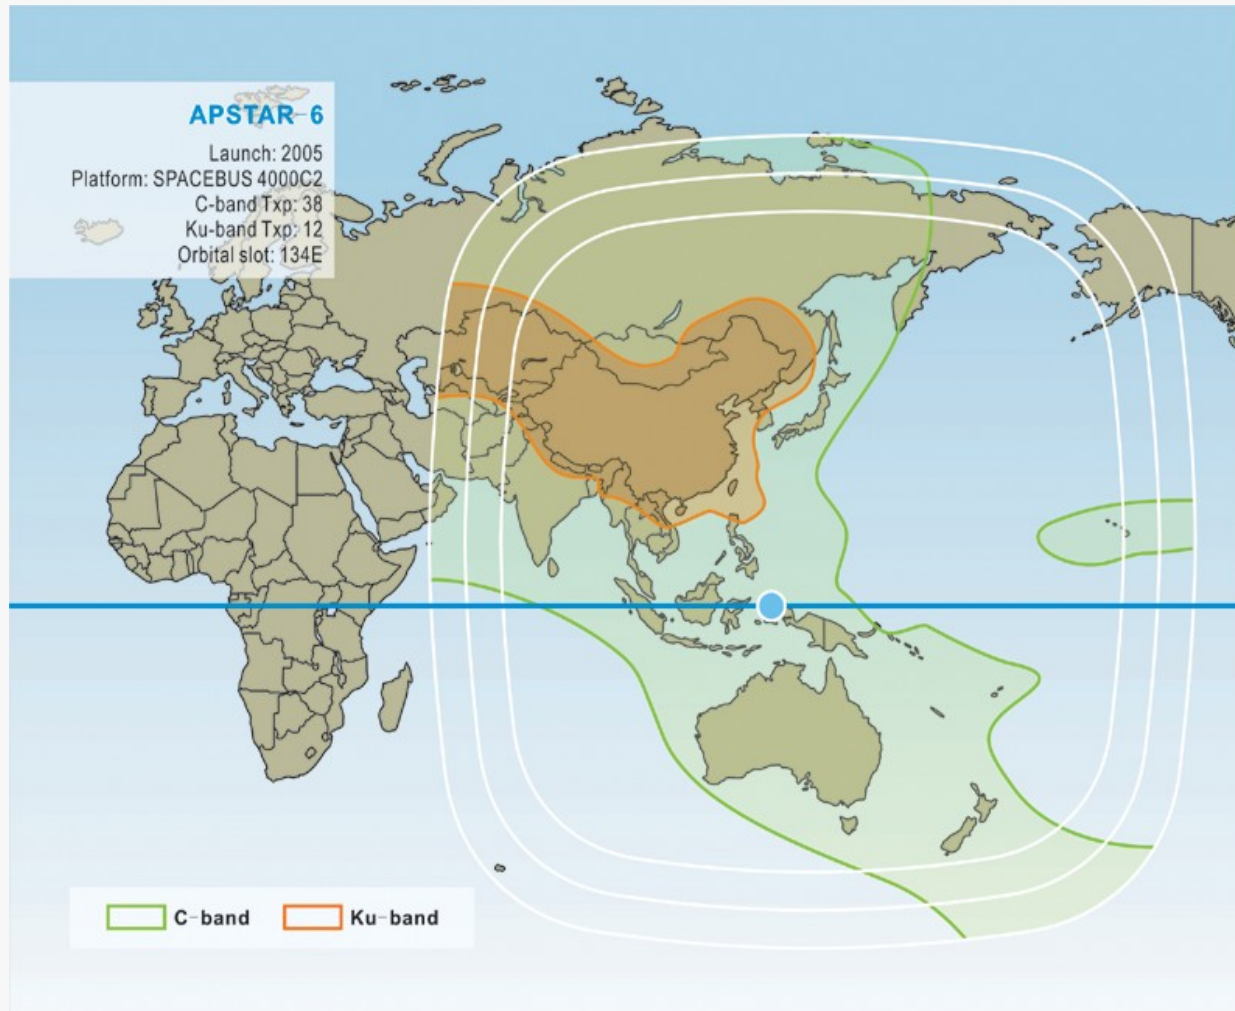 APSTAR-6
Launch: 2005
Platform: SPACEBUS 4000C2
C-band Txp: 38
Ku-band Txp: 12
Orbital slot: 134E
C-band
Ku-band